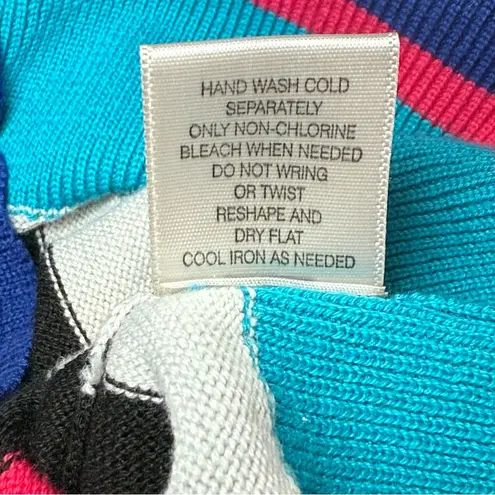 HAND WASH COLD
SEPARATELY
ONLY NON-CHLORINE
BLEACH WHEN NEEDED
DO NOT WRING
OR TWIST
RESHAPE AND
DRY FLAT
COOL IRON AS NEEDED